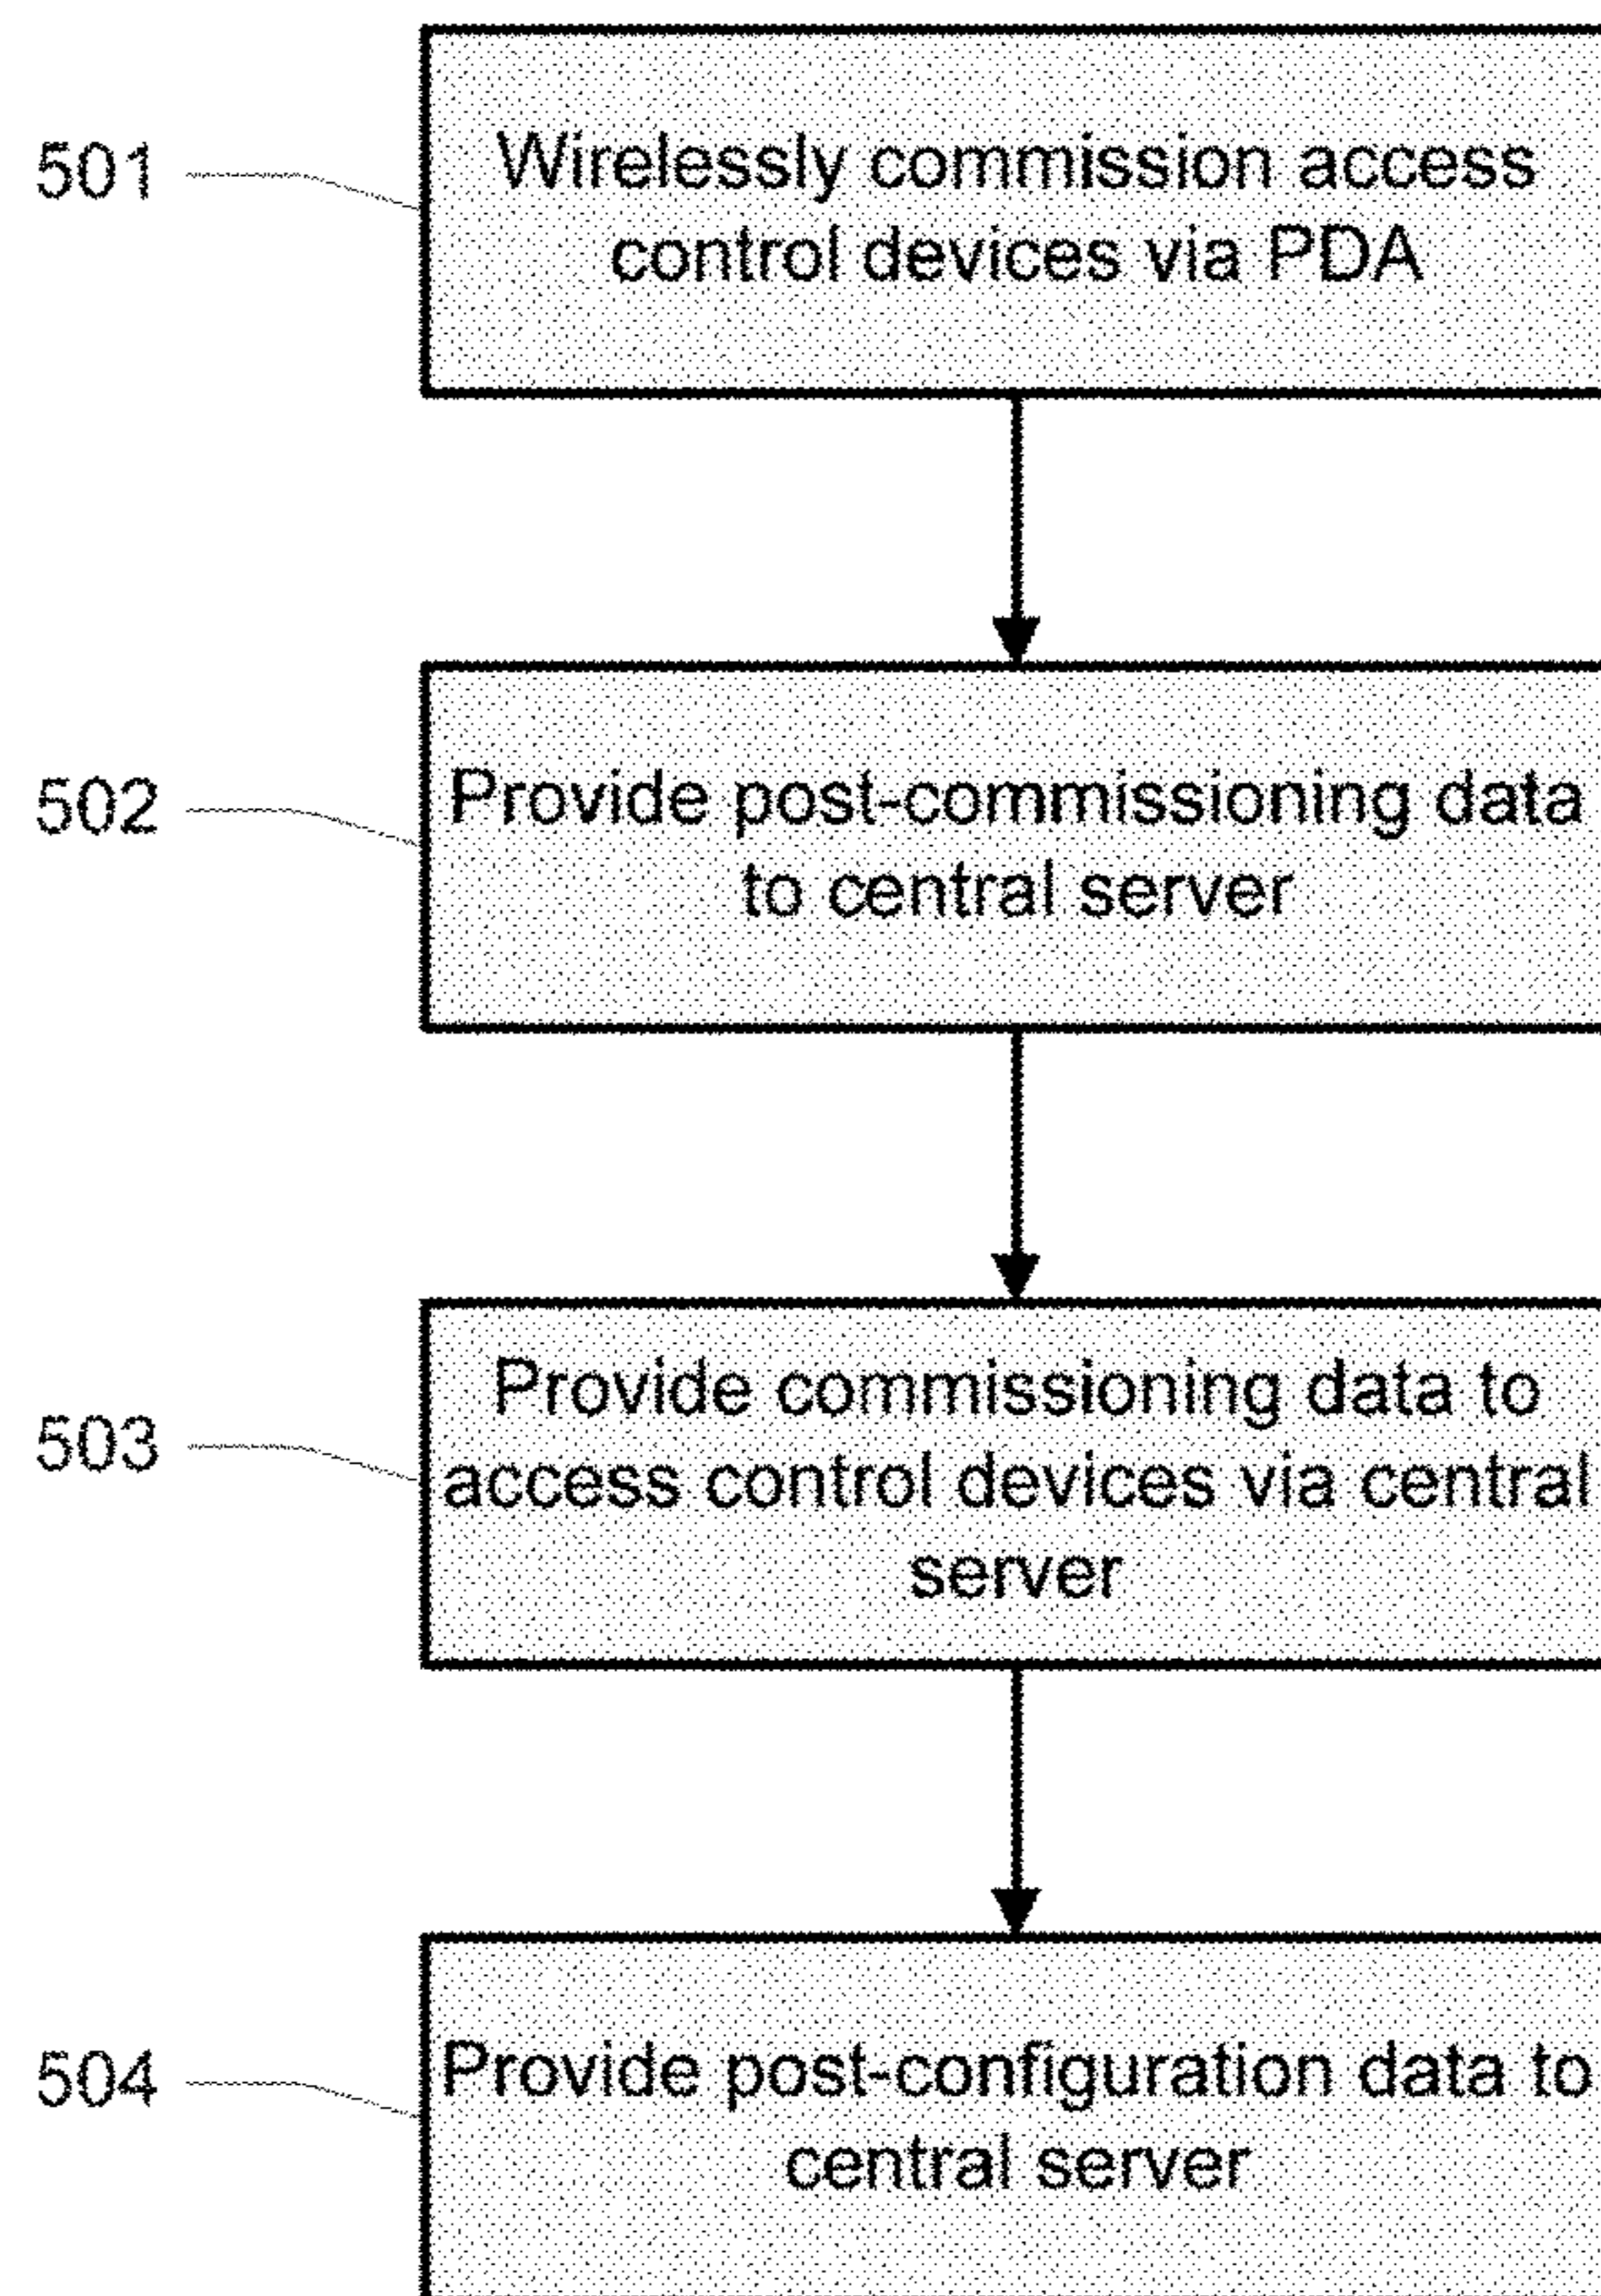 501
Wirelessly commission access
control devices via PDA
502
Provide post-commissioning data
to central server
503
Provide commissioning data to
access control devices via central
server
504
Provide post-configuration data to
central server